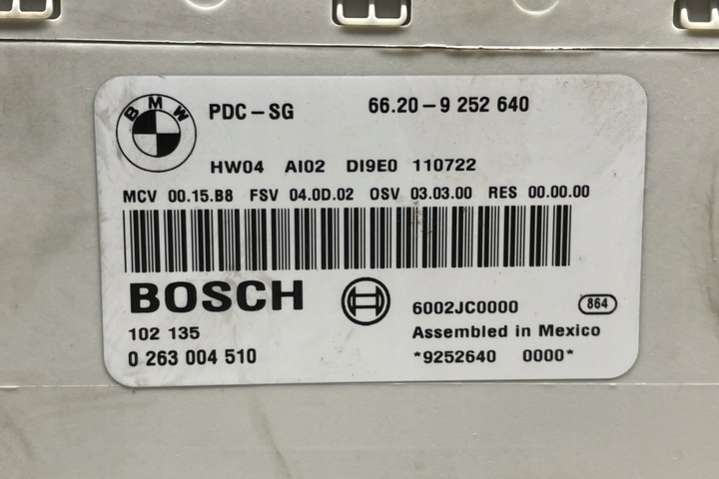 BMW
PDC-SG 66.20-9 252 640
HW04 AI02 DI9E0 110722
MCV 00.15.B8 FSV 04.0D.02 OSV 03.03.00 RES 00.00.00
BOSCH
6002JC0000 864
102 135 Assembled in Mexico
0 263 004 510 *9252640 0000*